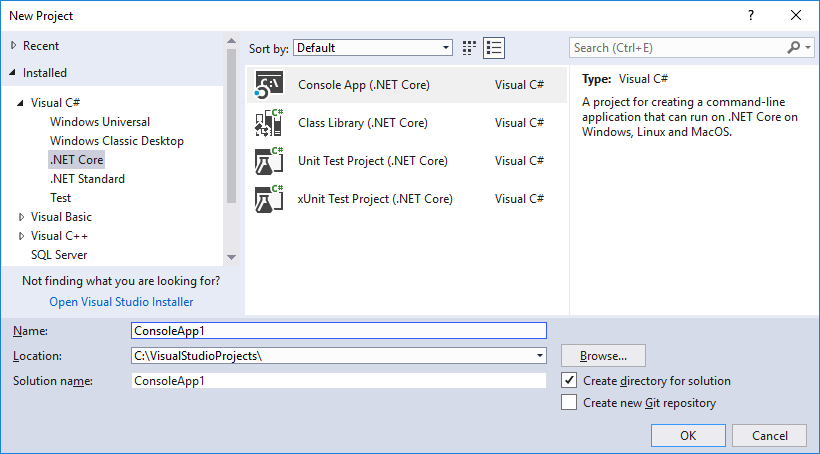 New Project
Recent
Installed
Visual C#
Windows Universal
Windows Classic Desktop
.NET Core
.NET Standard
Test
Visual Basic
Visual C++
SQL Server
Not finding what you are looking for?
Open Visual Studio Installer
Sort by: Default
Search (Ctrl+E)
C:\ Console App (.NET Core) Visual C#
C# Class Library (.NET Core) Visual C#
C# Unit Test Project (.NET Core) Visual C#
C# xUnit Test Project (.NET Core) Visual C#
Type: Visual C#
A project for creating a command-line
application that can run on .NET Core on
Windows, Linux and MacOS.
Name: ConsoleApp1
Location: C:\VisualStudioProjects\ Browse...
Solution name: ConsoleApp1
Create directory for solution
Create new Git repository
OK Cancel